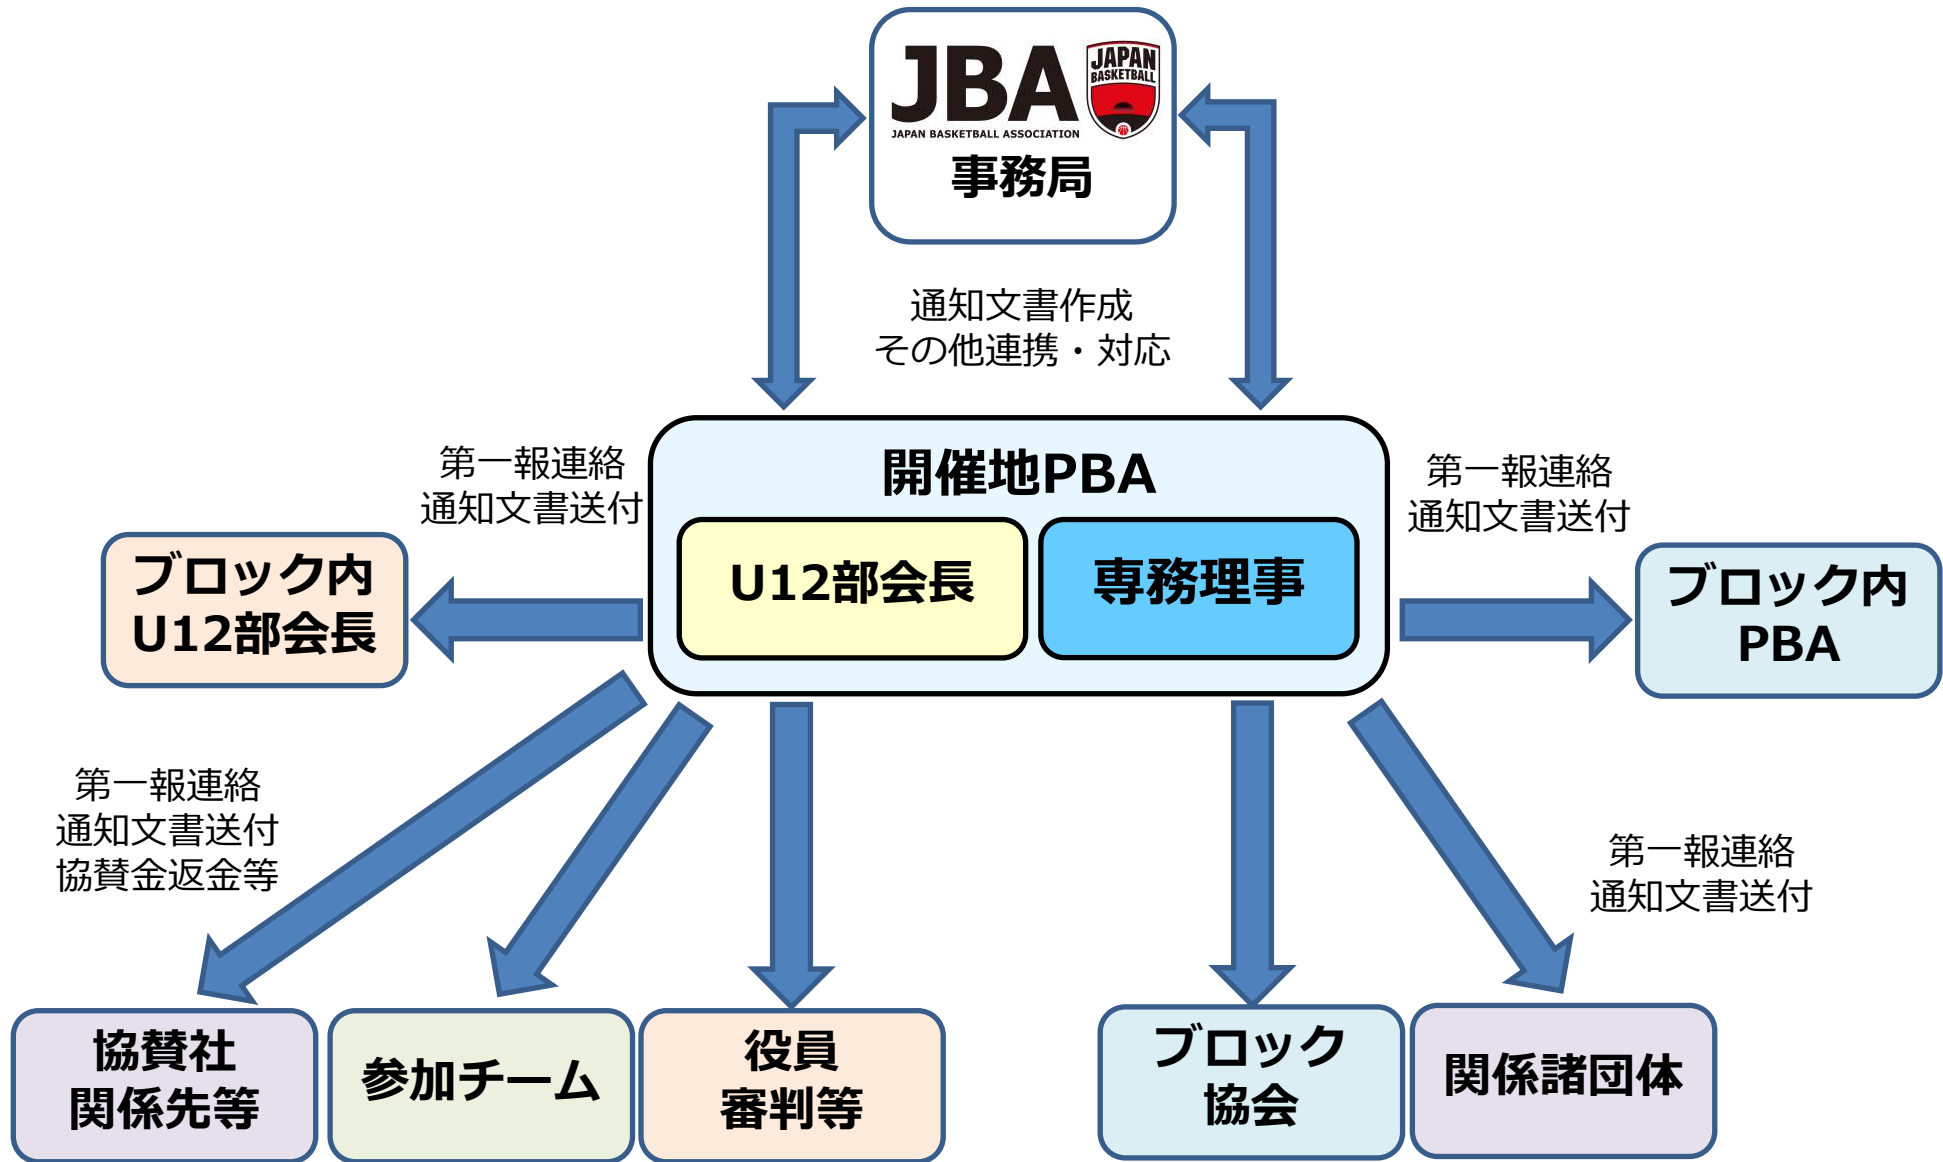 JBA
JAPAN BASKETBALL ASSOCIATION
JAPAN
BASKETBALL
事務局
通知文書作成
その他連携・対応
開催地PBA
U12部会長
専務理事
第一報連絡
通知文書送付
ブロック内
U12部会長
第一報連絡
通知文書送付
ブロック内
PBA
第一報連絡
通知文書送付
協賛金返金等
第一報連絡
通知文書送付
協賛社
関係先等
参加チーム
役員
審判等
ブロック
協会
関係諸団体